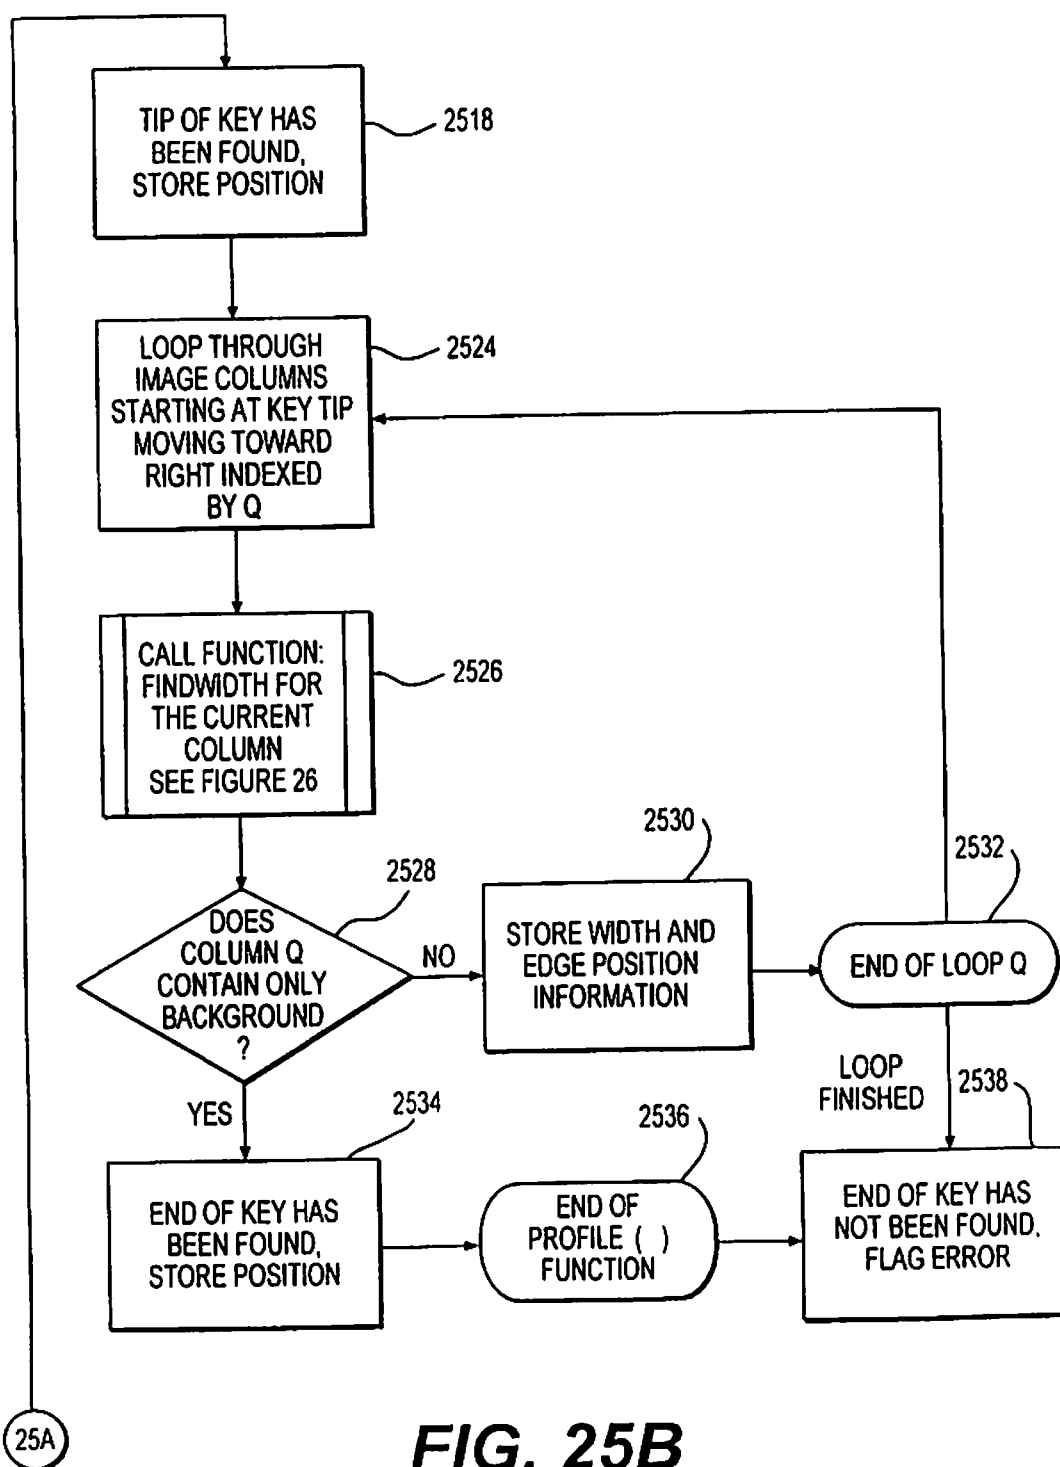 TIP OF KEY HAS
BEEN FOUND,
STORE POSITION
2518
LOOP THROUGH
IMAGE COLUMNS
STARTING AT KEY TIP
MOVING TOWARD
RIGHT INDEXED
BY Q
2524
CALL FUNCTION:
FINDWIDTH FOR
THE CURRENT
COLUMN
SEE FIGURE 26
2526
DOES
COLUMN Q
CONTAIN ONLY
BACKGROUND
?
2528
NO
STORE WIDTH AND
EDGE POSITION
INFORMATION
2530
END OF LOOP Q
2532
YES
LOOP
FINISHED
END OF KEY HAS
BEEN FOUND,
STORE POSITION
2534
END OF
PROFILE ( )
FUNCTION
2536
END OF KEY HAS
NOT BEEN FOUND.
FLAG ERROR
2538
25A
FIG. 25B